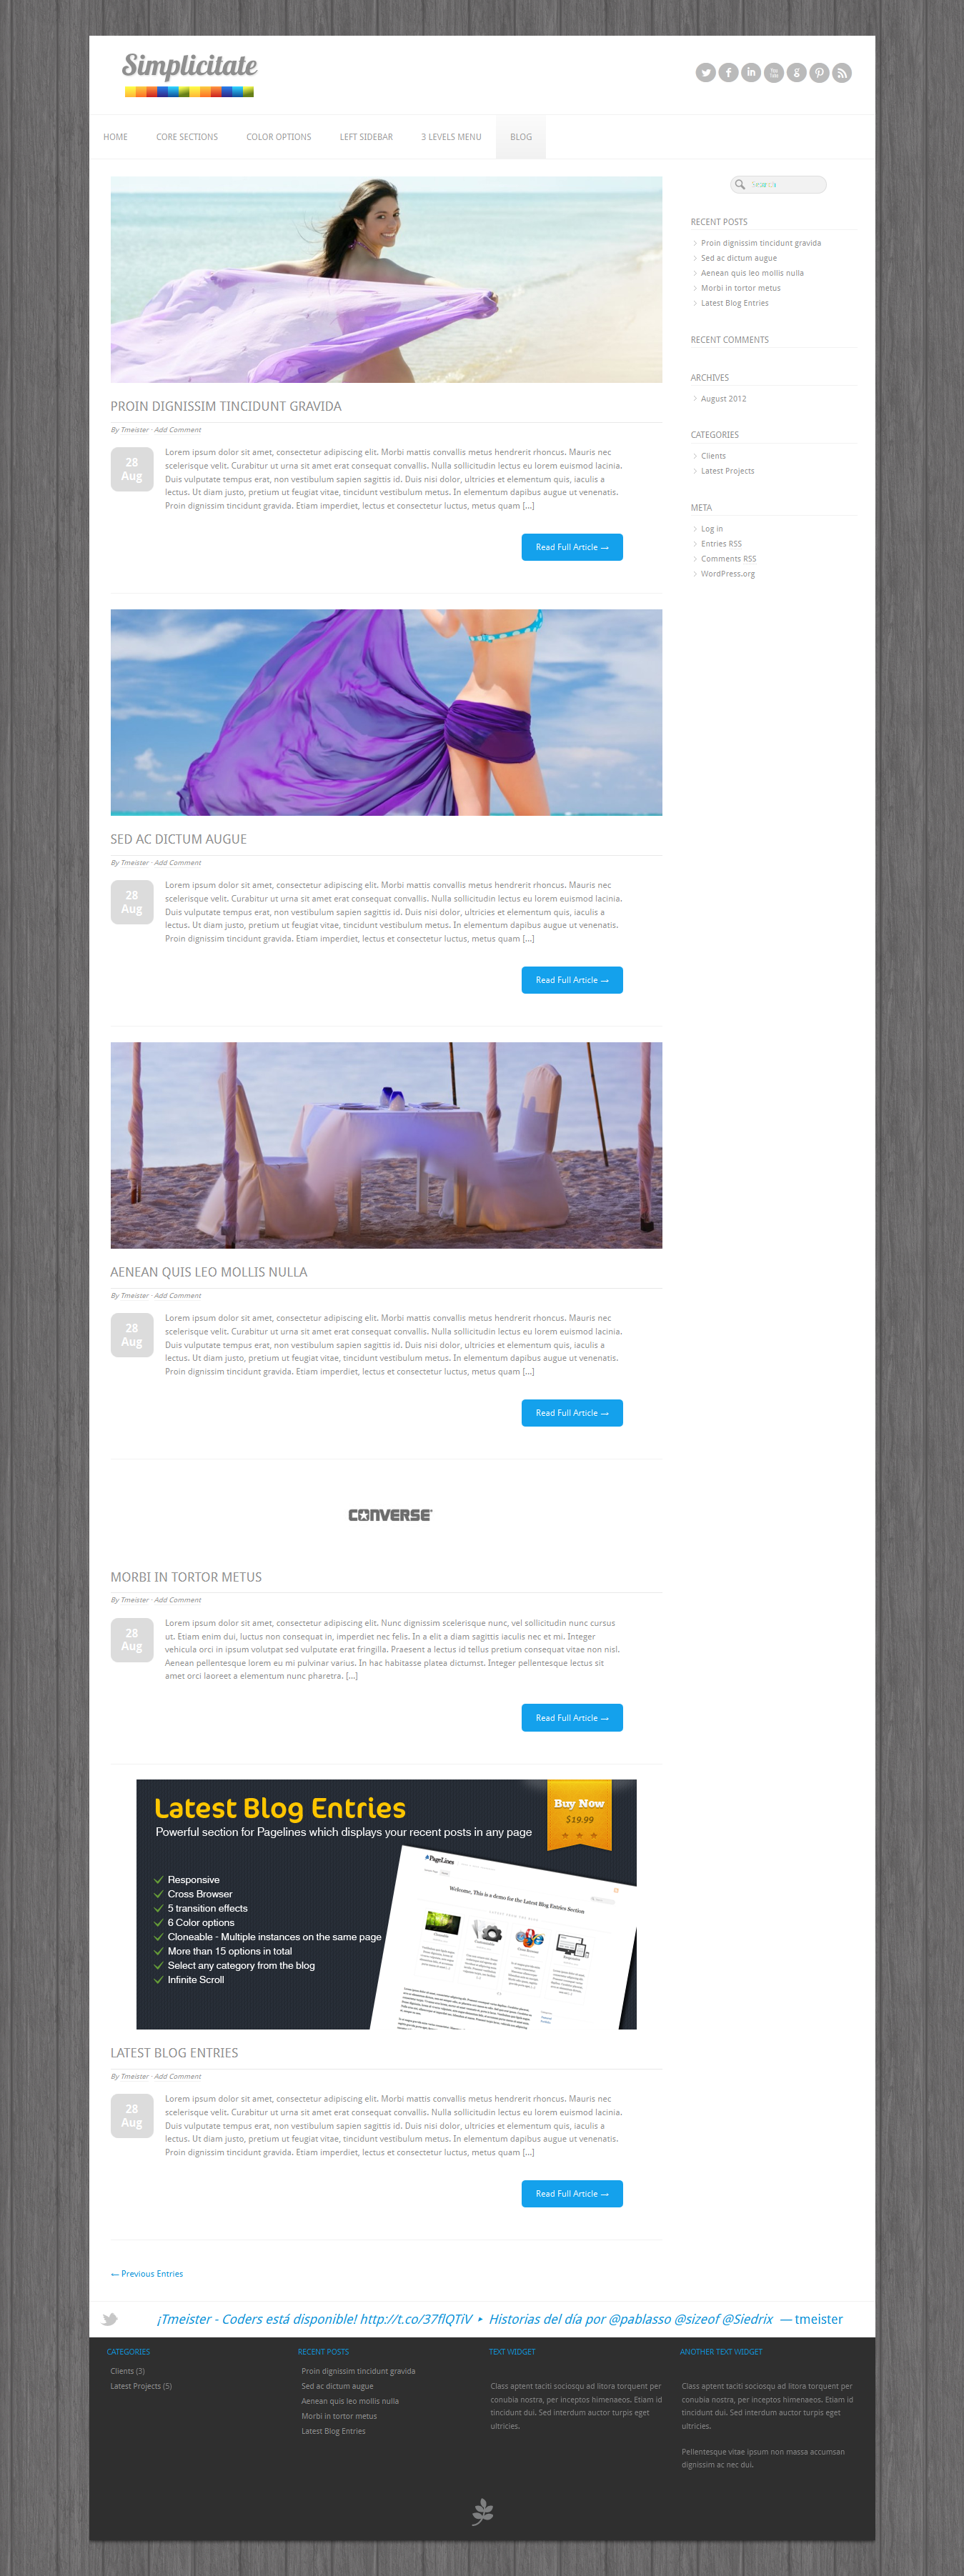 Simplicitate
HOME CORE SECTIONS COLOR OPTIONS LEFT SIDEBAR 3 LEVELS MENU BLOG
Search
PROIN DIGNISSIM TINCIDUNT GRAVIDA
By Tmeister · Add Comment
28
Aug
Lorem ipsum dolor sit amet, consectetur adipiscing elit. Morbi mattis convallis metus hendrerit rhoncus. Mauris nec
scelerisque velit. Curabitur ut urna sit amet erat consequat convallis. Nulla sollicitudin lectus eu lorem euismod lacinia.
Duis vulputate tempus erat, non vestibulum sapien sagittis id. Duis nisi dolor, ultricies et elementum quis, iaculis a
lectus. Ut diam justo, pretium ut feugiat vitae, tincidunt vestibulum metus. In elementum dapibus augue ut venenatis.
Proin dignissim tincidunt gravida. Etiam imperdiet, lectus et consectetur luctus, metus quam [...]
Read Full Article →
SED AC DICTUM AUGUE
By Tmeister · Add Comment
28
Aug
Lorem ipsum dolor sit amet, consectetur adipiscing elit. Morbi mattis convallis metus hendrerit rhoncus. Mauris nec
scelerisque velit. Curabitur ut urna sit amet erat consequat convallis. Nulla sollicitudin lectus eu lorem euismod lacinia.
Duis vulputate tempus erat, non vestibulum sapien sagittis id. Duis nisi dolor, ultricies et elementum quis, iaculis a
lectus. Ut diam justo, pretium ut feugiat vitae, tincidunt vestibulum metus. In elementum dapibus augue ut venenatis.
Proin dignissim tincidunt gravida. Etiam imperdiet, lectus et consectetur luctus, metus quam [...]
Read Full Article →
AENEAN QUIS LEO MOLLIS NULLA
By Tmeister · Add Comment
28
Aug
Lorem ipsum dolor sit amet, consectetur adipiscing elit. Morbi mattis convallis metus hendrerit rhoncus. Mauris nec
scelerisque velit. Curabitur ut urna sit amet erat consequat convallis. Nulla sollicitudin lectus eu lorem euismod lacinia.
Duis vulputate tempus erat, non vestibulum sapien sagittis id. Duis nisi dolor, ultricies et elementum quis, iaculis a
lectus. Ut diam justo, pretium ut feugiat vitae, tincidunt vestibulum metus. In elementum dapibus augue ut venenatis.
Proin dignissim tincidunt gravida. Etiam imperdiet, lectus et consectetur luctus, metus quam [...]
Read Full Article →
CONVERSE
MORBI IN TORTOR METUS
By Tmeister · Add Comment
28
Aug
Lorem ipsum dolor sit amet, consectetur adipiscing elit. Nunc dignissim scelerisque nunc, vel sollicitudin nunc cursus
ut. Etiam enim dui, luctus non consequat in, imperdiet nec felis. In a elit a diam sagittis iaculis nec et mi. Integer
vehicula orci in ipsum volutpat sed vulputate erat fringilla. Praesent a lectus id tellus pretium consequat vitae non nisl.
Aenean pellentesque lorem eu mi pulvinar varius. In hac habitasse platea dictumst. Integer pellentesque lectus sit
amet orci laoreet a elementum nunc pharetra. [...]
Read Full Article →
Latest Blog Entries
Powerful section for Pagelines which displays your recent posts in any page
Buy Now
$19.99
Responsive
Cross Browser
5 transition effects
6 Color options
Cloneable - Multiple instances on the same page
More than 15 options in total
Select any category from the blog
Infinite Scroll
PageLines
Welcome, This is a demo for the Latest Blog Entries Section
LATEST BLOG ENTRIES
By Tmeister · Add Comment
28
Aug
Lorem ipsum dolor sit amet, consectetur adipiscing elit. Morbi mattis convallis metus hendrerit rhoncus. Mauris nec
scelerisque velit. Curabitur ut urna sit amet erat consequat convallis. Nulla sollicitudin lectus eu lorem euismod lacinia.
Duis vulputate tempus erat, non vestibulum sapien sagittis id. Duis nisi dolor, ultricies et elementum quis, iaculis a
lectus. Ut diam justo, pretium ut feugiat vitae, tincidunt vestibulum metus. In elementum dapibus augue ut venenatis.
Proin dignissim tincidunt gravida. Etiam imperdiet, lectus et consectetur luctus, metus quam [...]
Read Full Article →
← Previous Entries
RECENT POSTS
Proin dignissim tincidunt gravida
Sed ac dictum augue
Aenean quis leo mollis nulla
Morbi in tortor metus
Latest Blog Entries
RECENT COMMENTS
ARCHIVES
August 2012
CATEGORIES
Clients
Latest Projects
META
Log in
Entries RSS
Comments RSS
WordPress.org
¡Tmeister - Coders está disponible! http://t.co/37flQTiV ‣ Historias del día por @pablasso @sizeof @Siedrix — tmeister
CATEGORIES
Clients (3)
Latest Projects (5)
RECENT POSTS
Proin dignissim tincidunt gravida
Sed ac dictum augue
Aenean quis leo mollis nulla
Morbi in tortor metus
Latest Blog Entries
TEXT WIDGET
Class aptent taciti sociosqu ad litora torquent per
conubia nostra, per inceptos himenaeos. Etiam id
tincidunt dui. Sed interdum auctor turpis eget
ultricies.
ANOTHER TEXT WIDGET
Class aptent taciti sociosqu ad litora torquent per
conubia nostra, per inceptos himenaeos. Etiam id
tincidunt dui. Sed interdum auctor turpis eget
ultricies.
Pellentesque vitae ipsum non massa accumsan
dignissim ac nec dui.